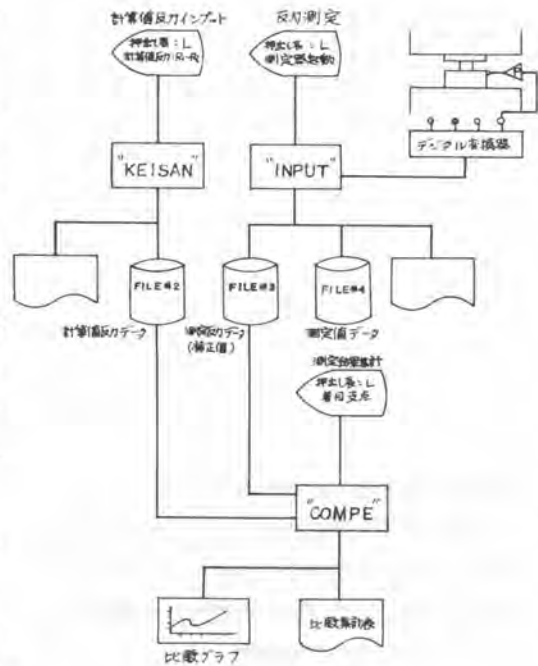 計算値反力インプット
押出し長：L
計算値反力：R-R
反力測定
押出し長：L
測定器起動
デジタル変換器
"KEISAN"
"INPUT"
FILE#2
計算値反力データ
FILE#3
測定反力データ
(補正値)
FILE#4
測定値データ
測定結果集計
押出し長：L
着目支点
"COMPE"
比較グラフ
比較集計表